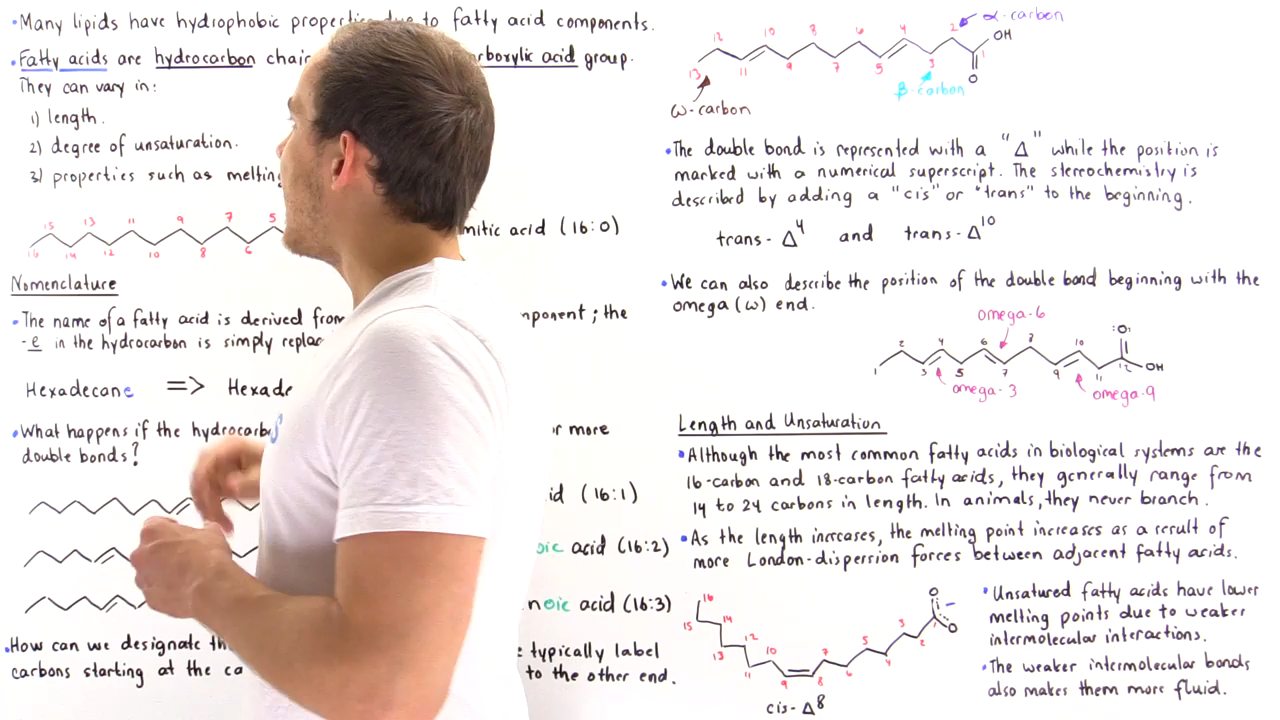 •Many lipids have hydrophobic properties due to fatty acid components.
•Fatty acids are hydrocarbon chain carboxylic acid group.
They can vary in:
1) length.
2) degree of unsaturation.
3) properties such as melting
15 13 11 9 7 5
16 14 12 10 8 6
mitic acid (16:0)
Nomenclature
•The name of a fatty acid is derived from mponent; the
-e in the hydrocarbon is simply replac
Hexadecane => Hexade
•What happens if the hydrocarb or more
double bonds?
id (16:1)
oic acid (16:2)
noic acid (16:3)
•How can we designate th typically label
carbons starting at the ca to the other end.
12 10 8 6 4 2 α-carbon
OH
13 11 9 7 5 3 1
O
β-carbon
ω-carbon
•The double bond is represented with a "Δ" while the position is
marked with a numerical superscript. The stereochemistry is
described by adding a "cis" or "trans" to the beginning.
trans-Δ4 and trans-Δ10
•We can also describe the position of the double bond beginning with the
omega (ω) end.
omega-6
:O:
2 4 6 8 10
1 3 5 7 9 11 12 OH
omega-3 omega-9
Length and Unsaturation
•Although the most common fatty acids in biological systems are the
16-carbon and 18-carbon fatty acids, they generally range from
14 to 24 carbons in length. In animals, they never branch.
•As the length increases, the melting point increases as a result of
more London-dispersion forces between adjacent fatty acids.
16 15 14 13 12 11 10 9 8 7 6 5 4 3 2 1
O -
O
cis-Δ8
•Unsatured fatty acids have lower
melting points due to weaker
intermolecular interactions.
•The weaker intermolecular bonds
also makes them more fluid.